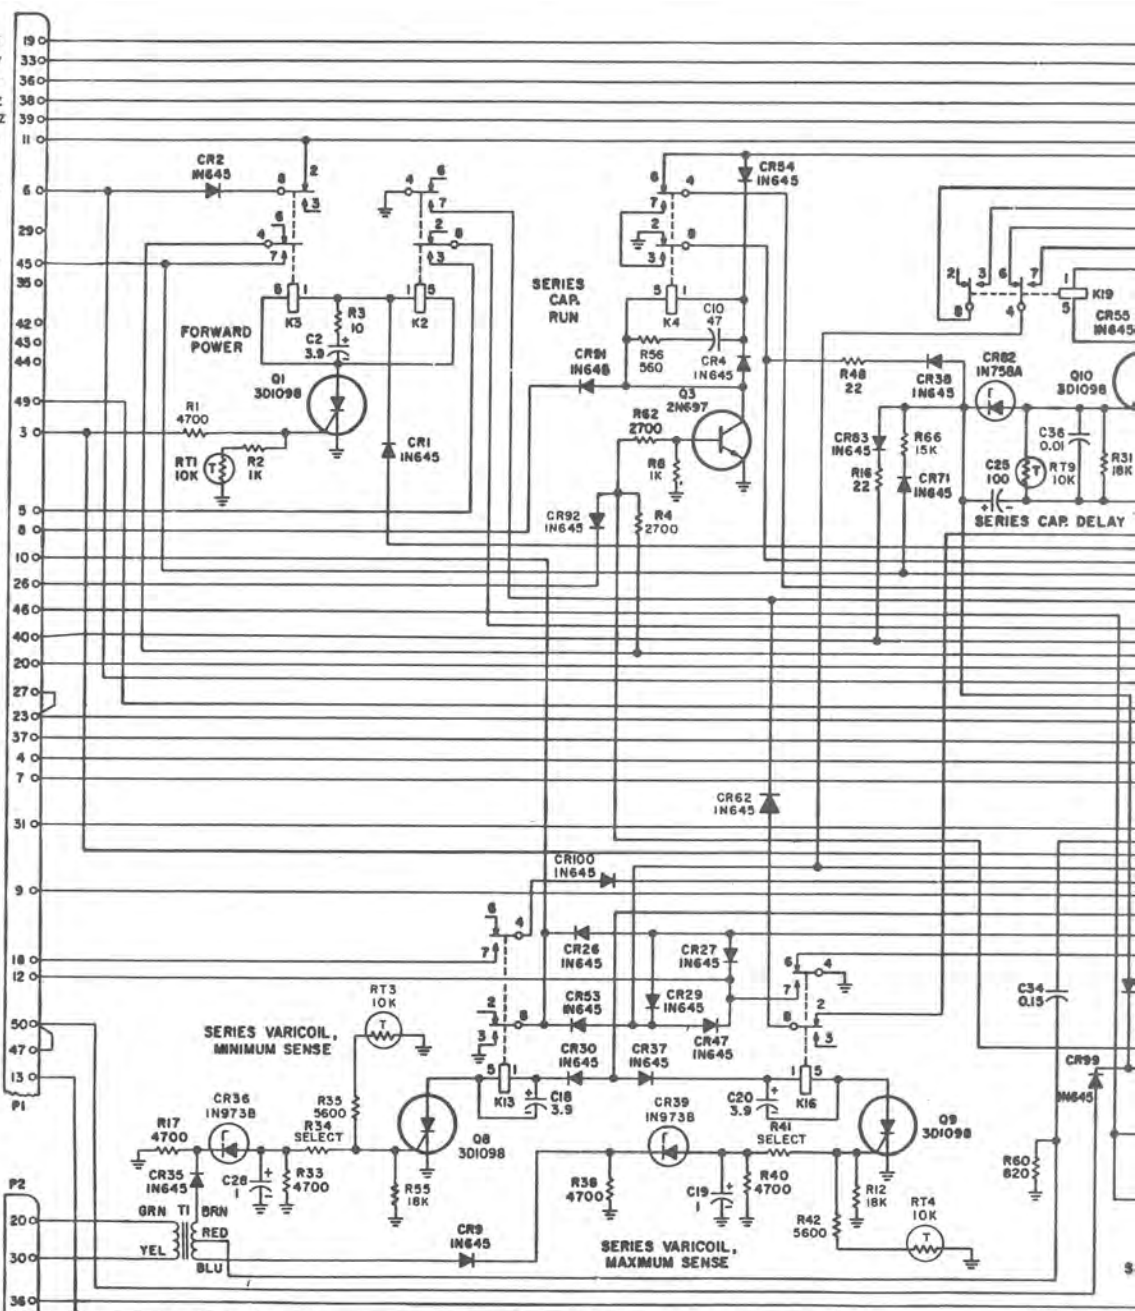 19
33
36
38
39
11
6
29
45
35
42
43
44
49
3
5
8
10
26
46
40
20
27
23
37
4
7
31
9
18
12
50
47
13
P1
P2
20
30
36
CR2
1N645
8
2
3
6
4
7
6
1
K3
FORWARD
POWER
4
6
7
2
8
3
1
5
K2
R3
10
C2
3.9
+
-
Q1
3D1098
R1
4700
RT1
10K
T
R2
1K
CR1
1N645
SERIES
CAP.
RUN
6
4
7
2
8
3
5
1
K4
CR54
1N645
C10
47
R56
560
CR4
1N645
CR91
1N645
Q3
2N697
R62
2700
R8
1K
CR92
1N645
R4
2700
2
3
6
7
8
4
1
5
K19
CR55
1N645
R48
22
CR38
1N645
CR82
1N758A
Q10
3D1098
CR83
1N645
R66
15K
R16
22
CR71
1N645
C36
0.01
C25
100
+
-
T
RT9
10K
R31
18K
SERIES CAP. DELAY
CR62
1N645
CR100
1N645
6
4
7
2
8
3
5
1
K13
CR26
1N645
CR27
1N645
CR53
1N645
CR29
1N645
CR47
1N645
CR30
1N645
CR37
1N645
C18
3.9
+
C20
3.9
+
6
4
7
2
8
3
1
5
K16
C34
0.15
CR99
1N645
SERIES VARICOIL,
MINIMUM SENSE
RT3
10K
T
R17
4700
CR36
1N973B
R35
5600
R34
SELECT
CR35
1N645
C28
1
+
-
R33
4700
R55
18K
Q8
3D1098
CR39
1N973B
R41
SELECT
Q9
3D1098
R38
4700
C19
1
+
-
R40
4700
R12
18K
R42
5600
RT4
10K
T
R60
820
GRN
T1
BRN
RED
YEL
BLU
CR9
1N645
SERIES VARICOIL,
MAXIMUM SENSE